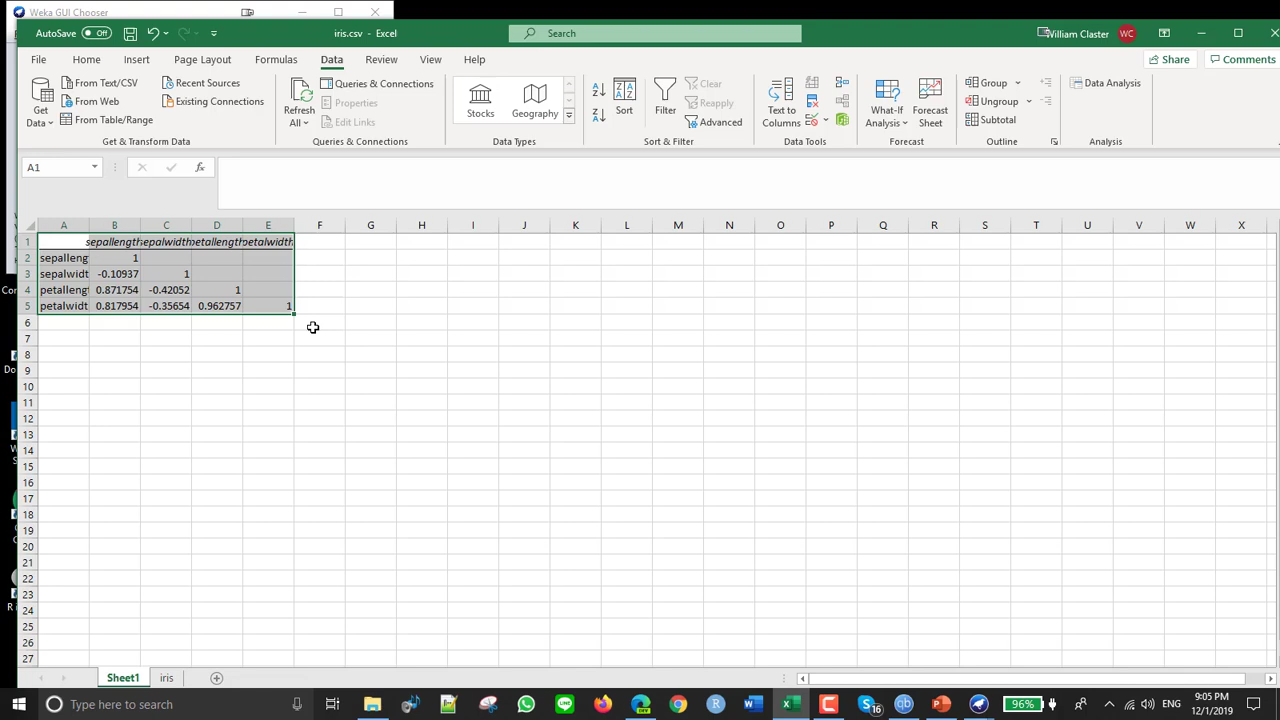 Weka GUI Chooser
AutoSave Off iris.csv - Excel Search William Claster WC
File Home Insert Page Layout Formulas Data Review View Help Share Comments
Get Data
From Text/CSV
From Web
From Table/Range
Recent Sources
Existing Connections
Get & Transform Data
Refresh All
Queries & Connections
Properties
Edit Links
Queries & Connections
Stocks
Geography
Data Types
Sort
Filter
Clear
Reapply
Advanced
Sort & Filter
Text to Columns
Data Tools
What-If Analysis
Forecast Sheet
Forecast
Group
Ungroup
Subtotal
Outline
Data Analysis
Analysis
A1 fx
A B C D E F G H I J K L M N O P Q R S T U V W X
1 sepallength epalwidth etallength etalwidth
2 sepalleng 1
3 sepalwidt -0.10937 1
4 petalleng 0.871754 -0.42052 1
5 petalwidt 0.817954 -0.35654 0.962757 1
6
7
8
9
10
11
12
13
14
15
16
17
18
19
20
21
22
23
24
25
26
27
Sheet1 iris
Type here to search
16
96%
ENG
9:05 PM
12/1/2019